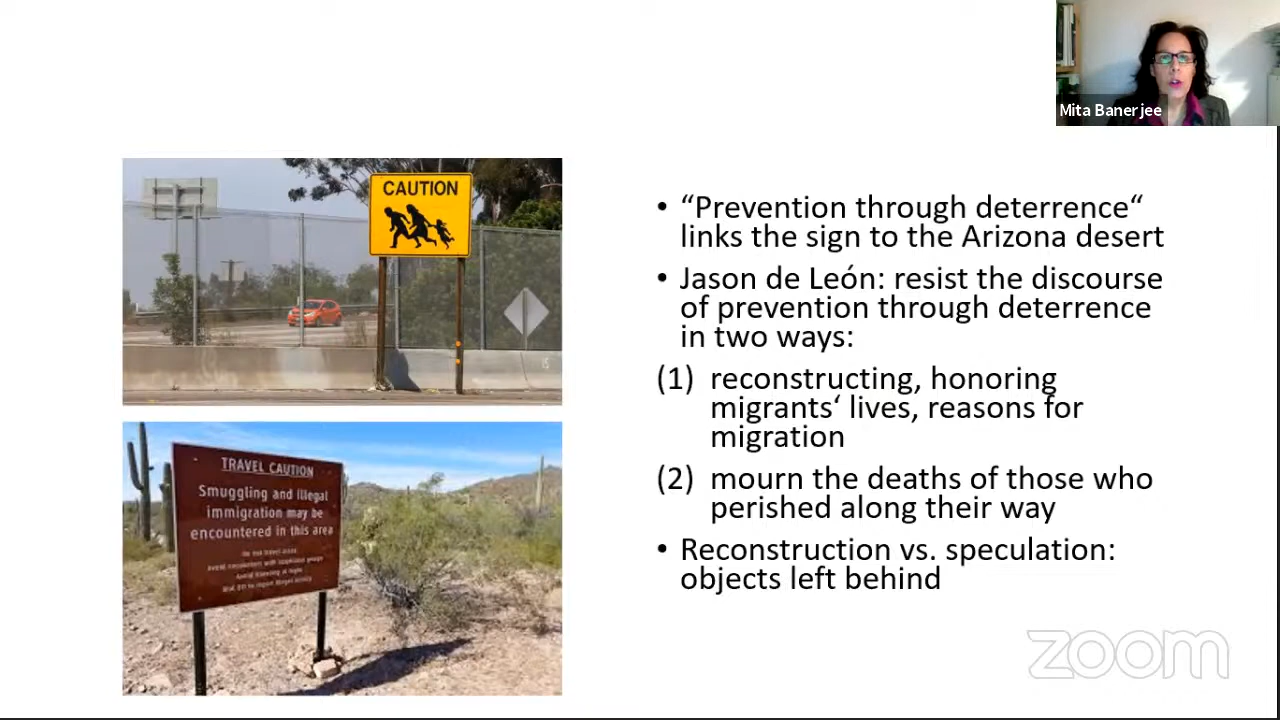 Mita Banerjee
CAUTION
TRAVEL CAUTION
Smuggling and illegal
immigration may be
encountered in this area
“Prevention through deterrence“
links the sign to the Arizona desert
Jason de León: resist the discourse
of prevention through deterrence
in two ways:
(1) reconstructing, honoring
migrants‘ lives, reasons for
migration
(2) mourn the deaths of those who
perished along their way
Reconstruction vs. speculation:
objects left behind
zoom